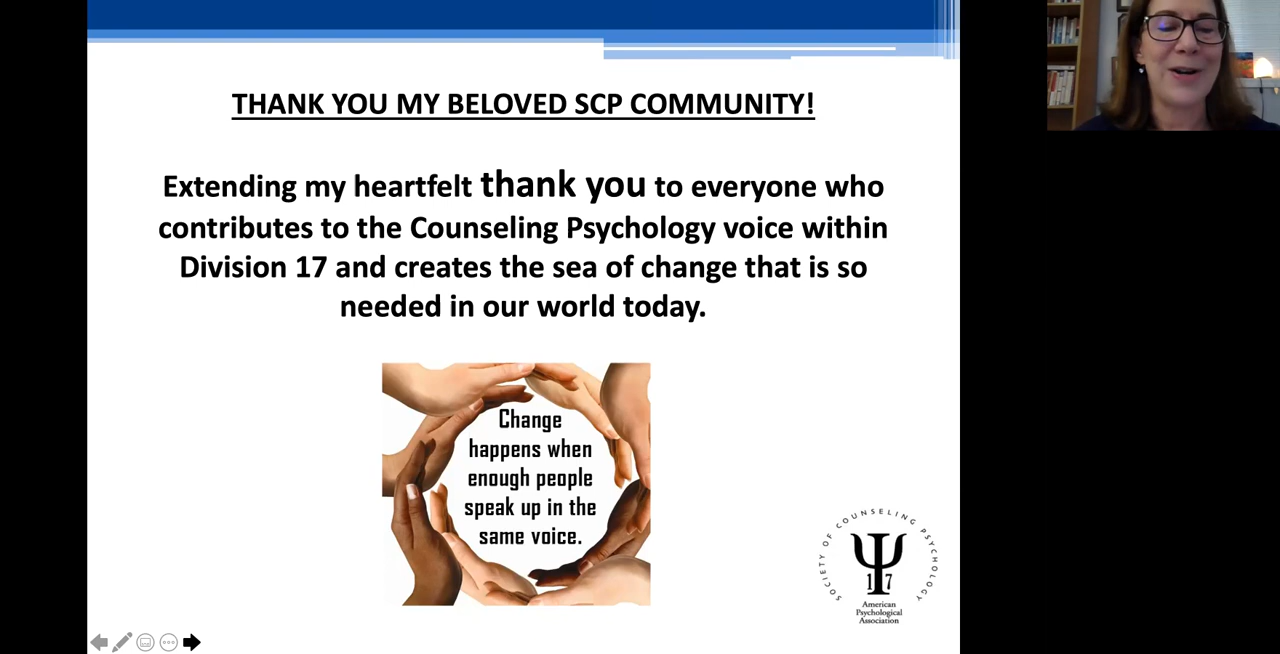 THANK YOU MY BELOVED SCP COMMUNITY!
Extending my heartfelt thank you to everyone who
contributes to the Counseling Psychology voice within
Division 17 and creates the sea of change that is so
needed in our world today.
Change
happens when
enough people
speak up in the
same voice.
SOCIETY OF COUNSELING PSYCHOLOGY
17
American
Psychological
Association